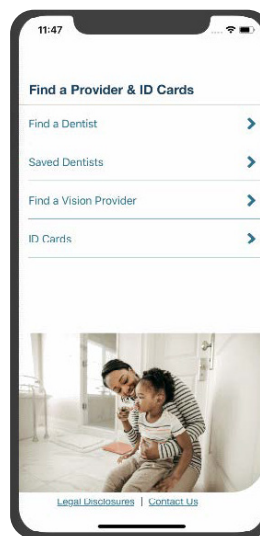 11:47
Find a Provider & ID Cards
Find a Dentist
Saved Dentists
Find a Vision Provider
ID Cards
Legal Disclosures | Contact Us